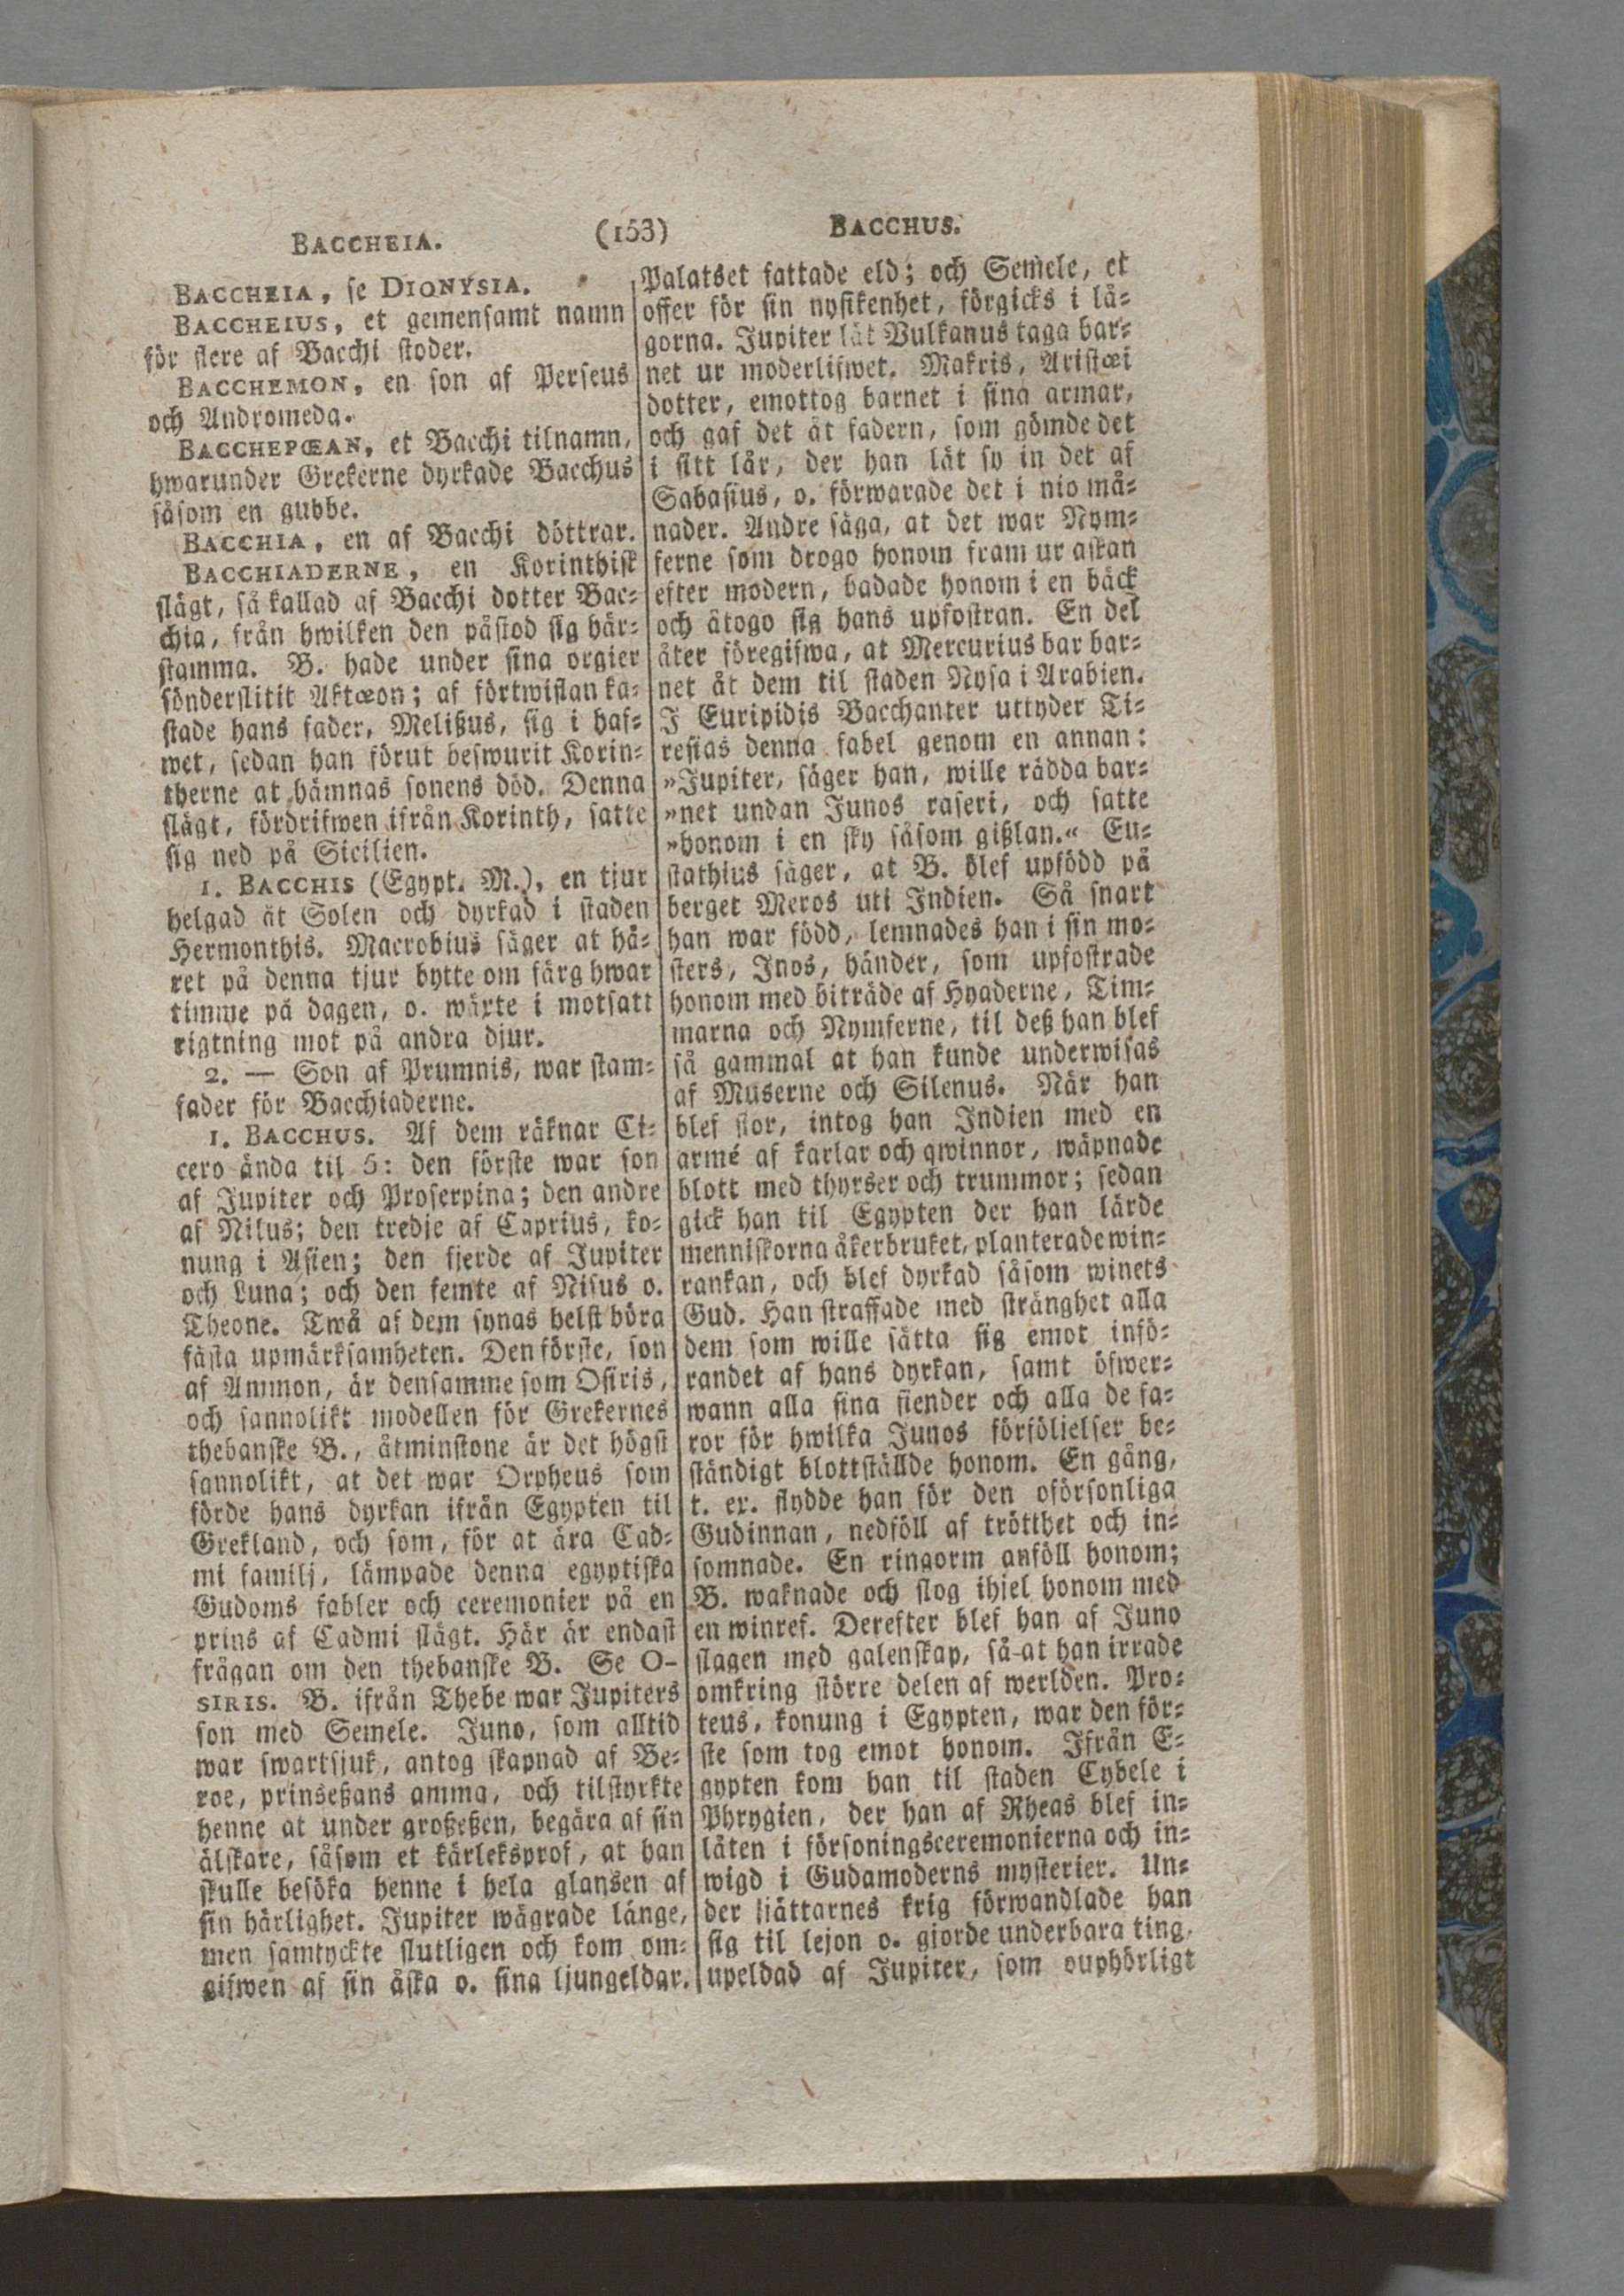 BACCHEIA.
(153)
BACCHUS.
BACCHEIA, se DIONYSIA.
BACCHEIUS, et gemensamt namn
för flere af Bacchi stoder.
BACCHEMON, en son af Perseus
och Andromeda.
BACCHEPŒAN, et Bacchi tilnamn,
hwarunder Grekerne dyrkade Bacchus
såsom en gubbe.
BACCHIA, en af Bacchi döttrar.
BACCHIADERNE, en Korinthisk
slägt, så kallad af Bacchi dotter Bac-
chia, från hwilken den påstod sig här-
stamma. B. hade under sina orgier
sönderslitit Aktæon; af förtwiflan ka-
stade hans fader, Melißus, sig i haf-
wet, sedan han förut beswurit Korin-
therne at hämnas sonens död. Denna
slägt, fördrifwen ifrån Korinth, satte
sig ned på Sicilien.
1. BACCHIS (Egypt. M.), en tjur
helgad åt Solen och dyrkad i staden
Hermonthis. Macrobius säger at hå-
ret på denna tjur bytte om färg hwar
timme på dagen, o. wäxte i motsatt
rigtning mot på andra djur.
2. — Son af Prumnis, war stam-
fader för Bacchiaderne.
1. BACCHUS. Af dem räknar Ci-
cero ända til 5: den förste war son
af Jupiter och Proserpina; den andre
af Nilus; den tredje af Caprius, ko-
nung i Asien; den fjerde af Jupiter
och Luna; och den femte af Nisus o.
Theone. Twå af dem synas helst böra
fästa upmärksamheten. Den förste, son
af Ammon, är densamme som Osiris,
och sannolikt modellen för Grekernes
thebanske B., åtminstone är det högst
sannolikt, at det war Orpheus som
förde hans dyrkan ifrån Egypten til
Grekland, och som, för at ära Cad-
mi familj, lämpade denna egyptiska
Gudoms fabler och ceremonier på en
prins af Cadmi slägt. Här är endast
frågan om den thebanske B. Se O-
SIRIS. B. ifrån Thebe war Jupiters
son med Semele. Juno, som alltid
war swartsjuk, antog skapnad af Be-
roe, prinseßans amma, och tilstyrkte
henne at under großeßen, begära af sin
älskare, såsom et kärleksprof, at han
skulle besöka henne i hela glansen af
sin härlighet. Jupiter wägrade länge,
men samtyckte slutligen och kom om-
gifwen af sin åska o. sina ljungeldar.
Palatset fattade eld; och Semele, et
offer för sin nyfikenhet, förgicks i lå-
gorna. Jupiter lät Vulkanus taga bar-
net ur moderlifwet. Makris, Aristæi
dotter, emottog barnet i sina armar,
och gaf det åt fadern, som gömde det
i sitt lår, der han lät sy in det af
Sabasius, o. förwarade det i nio må-
nader. Andre säga, at det war Nym-
ferne som drogo honom fram ur askan
efter modern, badade honom i en bäck
och åtogo sig hans upfostran. En del
åter föregifwa, at Mercurius bar bar-
net åt dem til staden Nysa i Arabien.
I Euripidis Bacchanter uttyder Ti-
resias denna fabel genom en annan:
»Jupiter, säger han, wille rädda bar-
»net undan Junos raseri, och satte
»honom i en sky såsom gißlan.“ Eu-
stathius säger, at B. blef upfödd på
berget Meros uti Indien. Så snart
han war född, lemnades han i sin mo-
sters, Inos, händer, som upfostrade
honom med biträde af Hyaderne, Tim-
marna och Nymferne, til deß han blef
så gammal at han kunde underwisas
af Muserne och Silenus. När han
blef stor, intog han Indien med en
armé af karlar och qwinnor, wäpnade
blott med thyrser och trummor; sedan
gick han til Egypten der han lärde
menniskorna åkerbruket, planterade win-
rankan, och blef dyrkad såsom winets
Gud. Han straffade med stränghet alla
dem som wille sätta sig emot infö-
randet af hans dyrkan, samt öfwer-
wann alla sina fiender och alla de fa-
ror för hwilka Junos förföljelser be-
ständigt blottställde honom. En gång,
t. ex. flydde han för den oförsonliga
Gudinnan, nedföll af trötthet och in-
somnade. En ringorm anföll honom;
B. waknade och slog ihjel honom med
en winref. Derefter blef han af Juno
slagen med galenskap, så-at han irrade
omkring större delen af werlden. Pro-
teus, konung i Egypten, war den för-
ste som tog emot honom. Ifrån E-
gypten kom han til staden Cybele i
Phrygien, der han af Rheas blef in-
låten i försoningsceremonierna och in-
wigd i Gudamoderns mysterier. Un-
der jättarnes krig förwandlade han
sig til lejon o. gjorde underbara ting,
upeldad af Jupiter, som ouphörligt